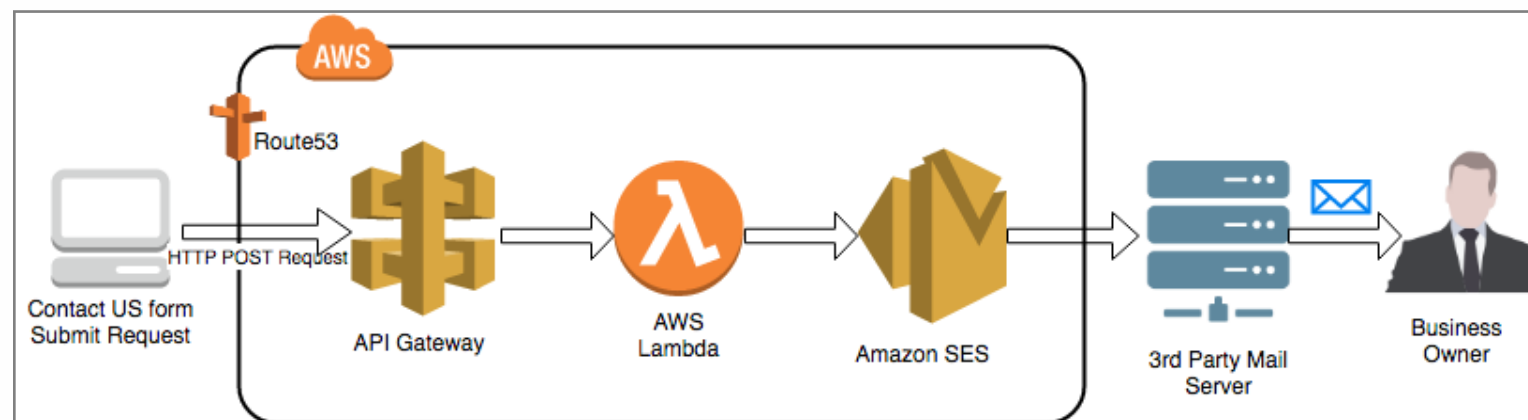 AWS
Route53
HTTP POST Request
Contact US form
Submit Request
API Gateway
AWS
Lambda
Amazon SES
3rd Party Mail
Server
Business
Owner